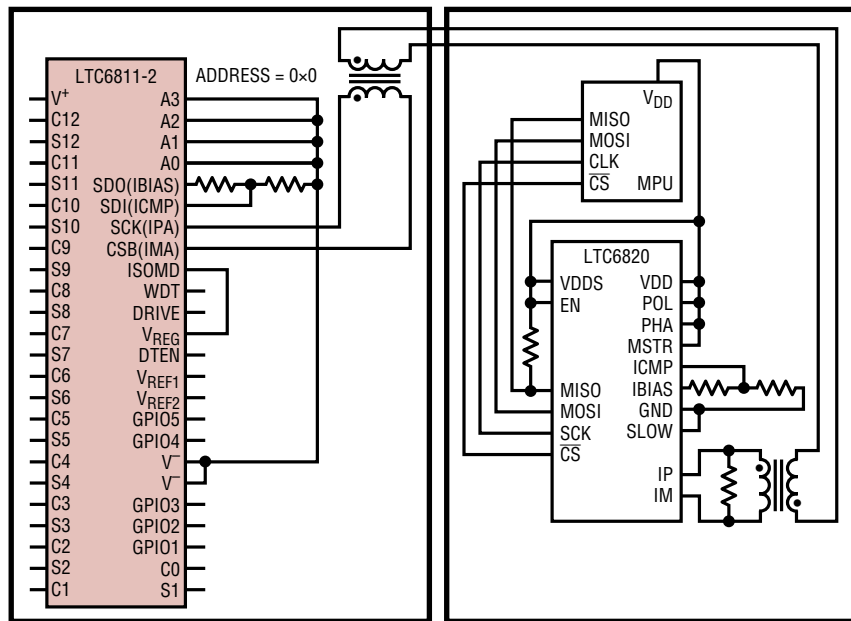 LTC6811-2
ADDRESS = 0×0
V+
C12
S12
C11
S11
C10
S10
C9
S9
C8
S8
C7
S7
C6
S6
C5
S5
C4
S4
C3
S3
C2
S2
C1
A3
A2
A1
A0
SDO(IBIAS)
SDI(ICMP)
SCK(IPA)
CSB(IMA)
ISOMD
WDT
DRIVE
VREG
DTEN
VREF1
VREF2
GPIO5
GPIO4
V–
V–
GPIO3
GPIO2
GPIO1
C0
S1
VDD
MISO
MOSI
CLK
CS
MPU
LTC6820
VDDS
EN
MISO
MOSI
SCK
CS
VDD
POL
PHA
MSTR
ICMP
IBIAS
GND
SLOW
IP
IM